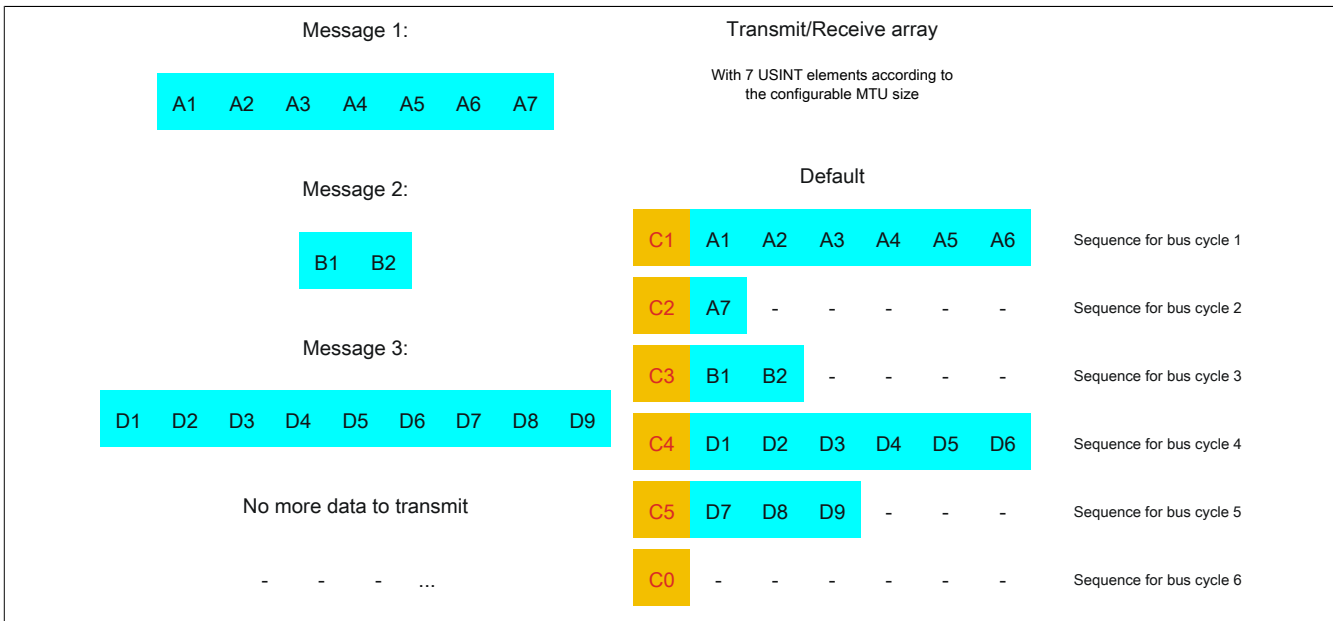 Message 1:
A1 A2 A3 A4 A5 A6 A7
Message 2:
B1 B2
Message 3:
D1 D2 D3 D4 D5 D6 D7 D8 D9
No more data to transmit
- - - ...
Transmit/Receive array
With 7 USINT elements according to
the configurable MTU size
Default
C1 A1 A2 A3 A4 A5 A6 Sequence for bus cycle 1
C2 A7 - - - - - Sequence for bus cycle 2
C3 B1 B2 - - - - Sequence for bus cycle 3
C4 D1 D2 D3 D4 D5 D6 Sequence for bus cycle 4
C5 D7 D8 D9 - - - Sequence for bus cycle 5
C0 - - - - - - Sequence for bus cycle 6